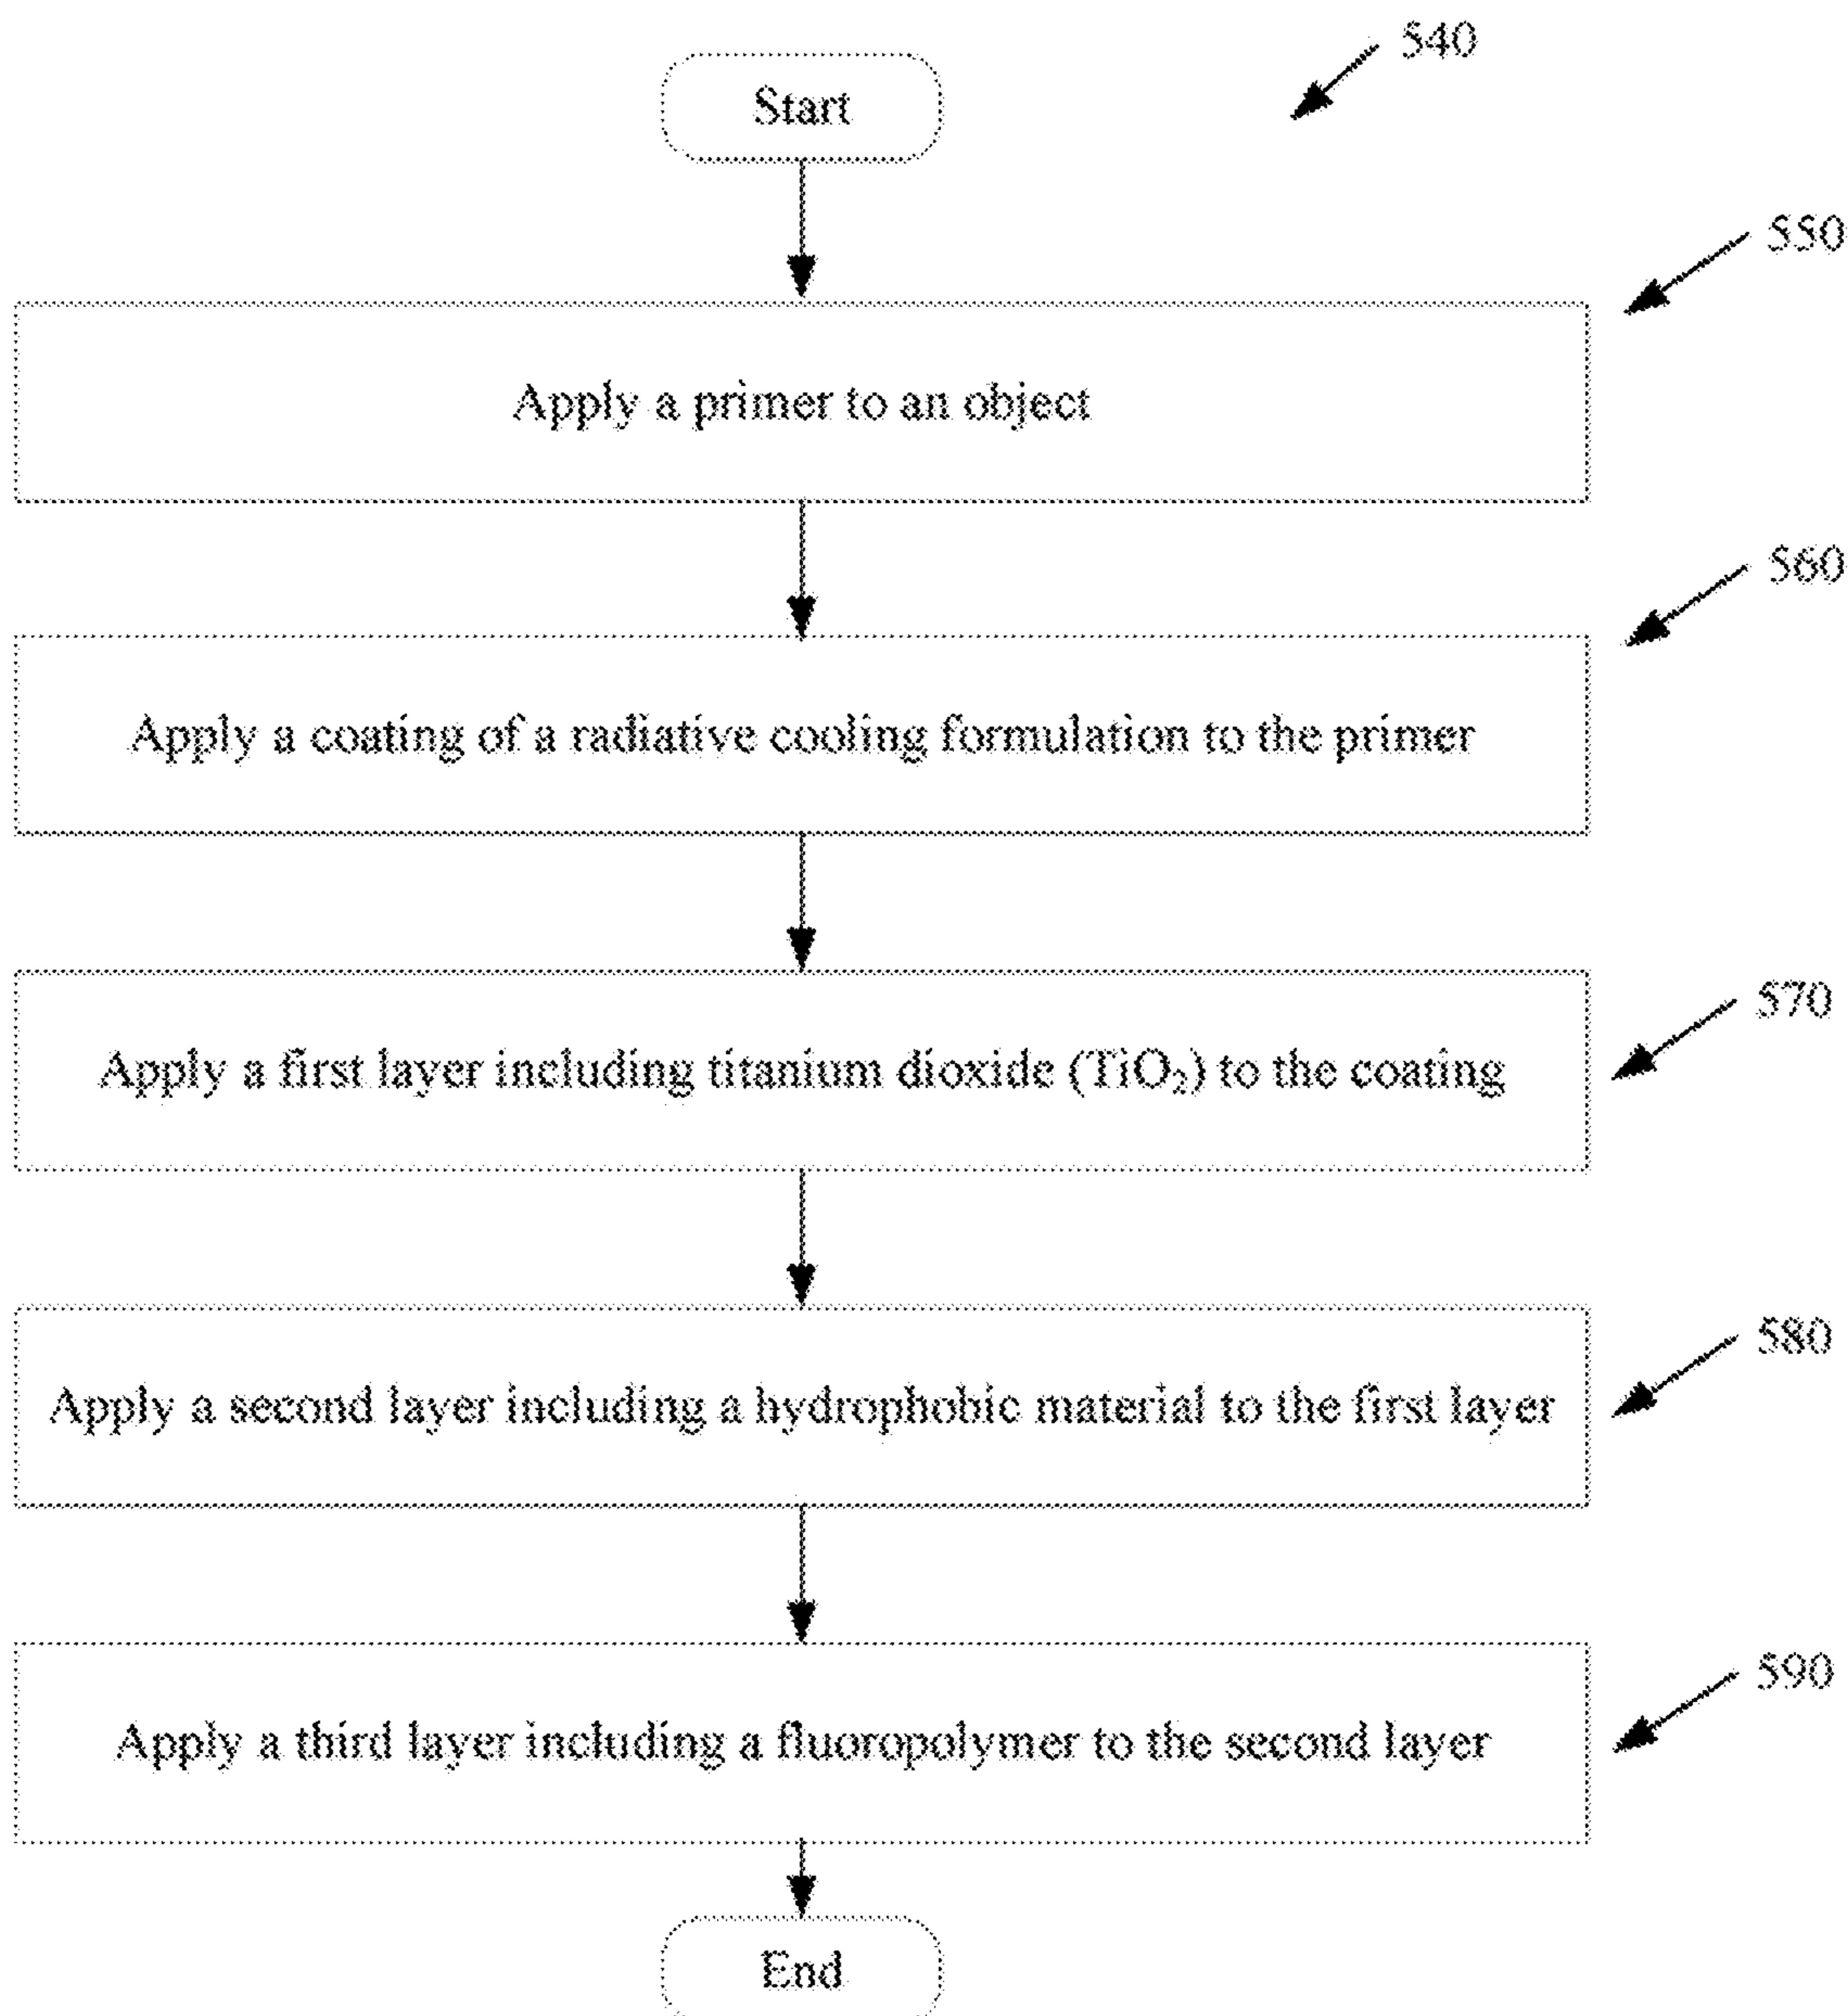 540
Start
550
Apply a primer to an object
560
Apply a coating of a radiative cooling formulation to the primer
570
Apply a first layer including titanium dioxide (TiO₂) to the coating
580
Apply a second layer including a hydrophobic material to the first layer
590
Apply a third layer including a fluoropolymer to the second layer
End